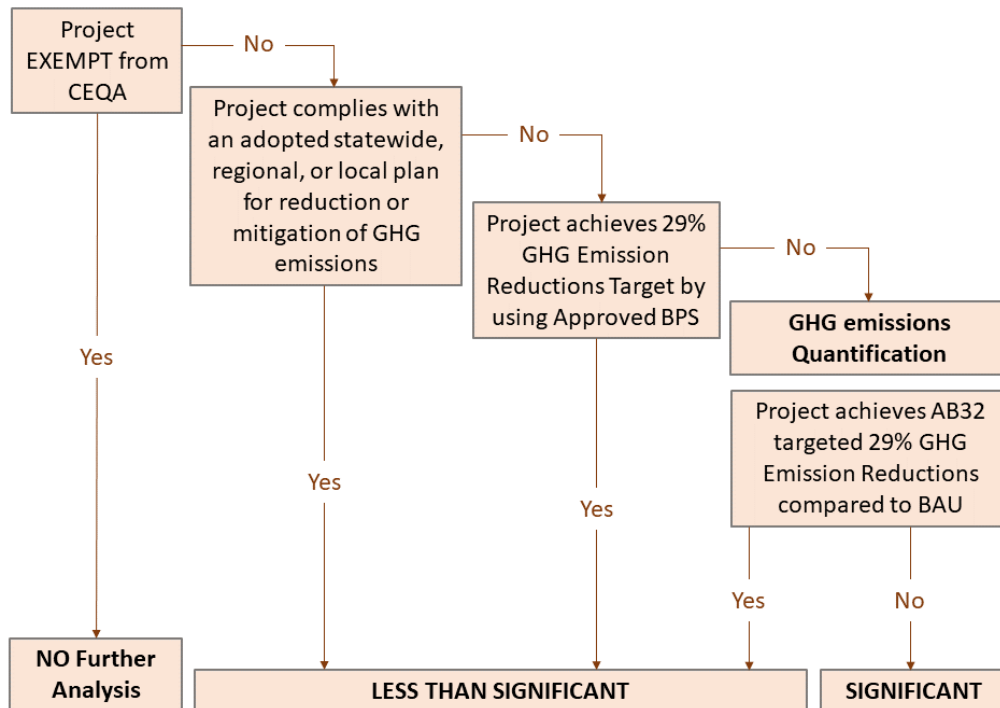 Project
EXEMPT from
CEQA
No
Project complies with
an adopted statewide,
regional, or local plan
for reduction or
mitigation of GHG
emissions
No
Project achieves 29%
GHG Emission
Reductions Target by
using Approved BPS
No
GHG emissions
Quantification
Project achieves AB32
targeted 29% GHG
Emission Reductions
compared to BAU
Yes
Yes
Yes
Yes
No
NO Further
Analysis
LESS THAN SIGNIFICANT
SIGNIFICANT